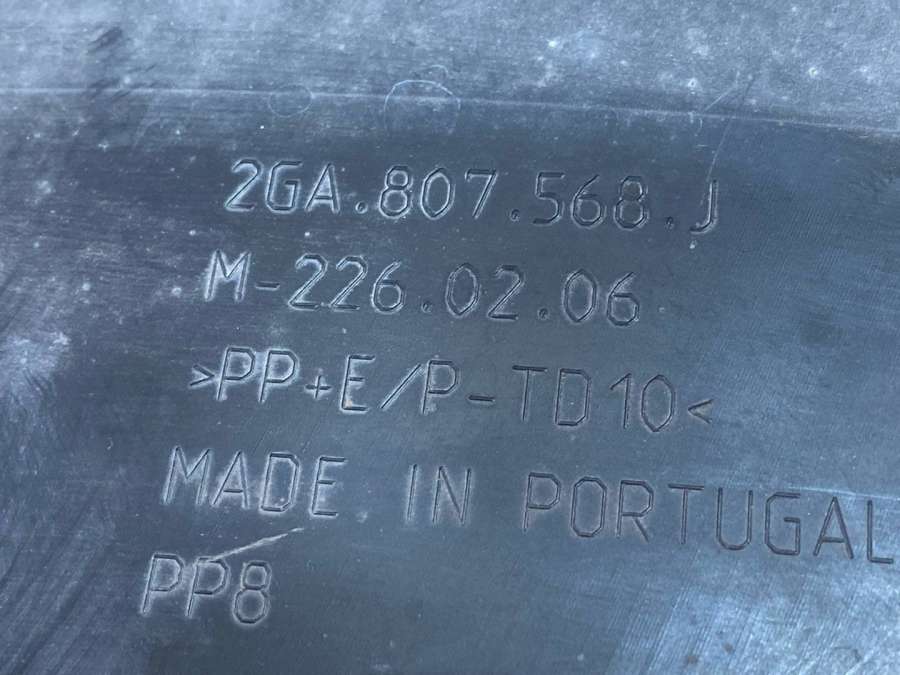 2GA.807.568.J
M-226.02.06
>PP+E/P-TD10<
MADE IN PORTUGAL
PP8